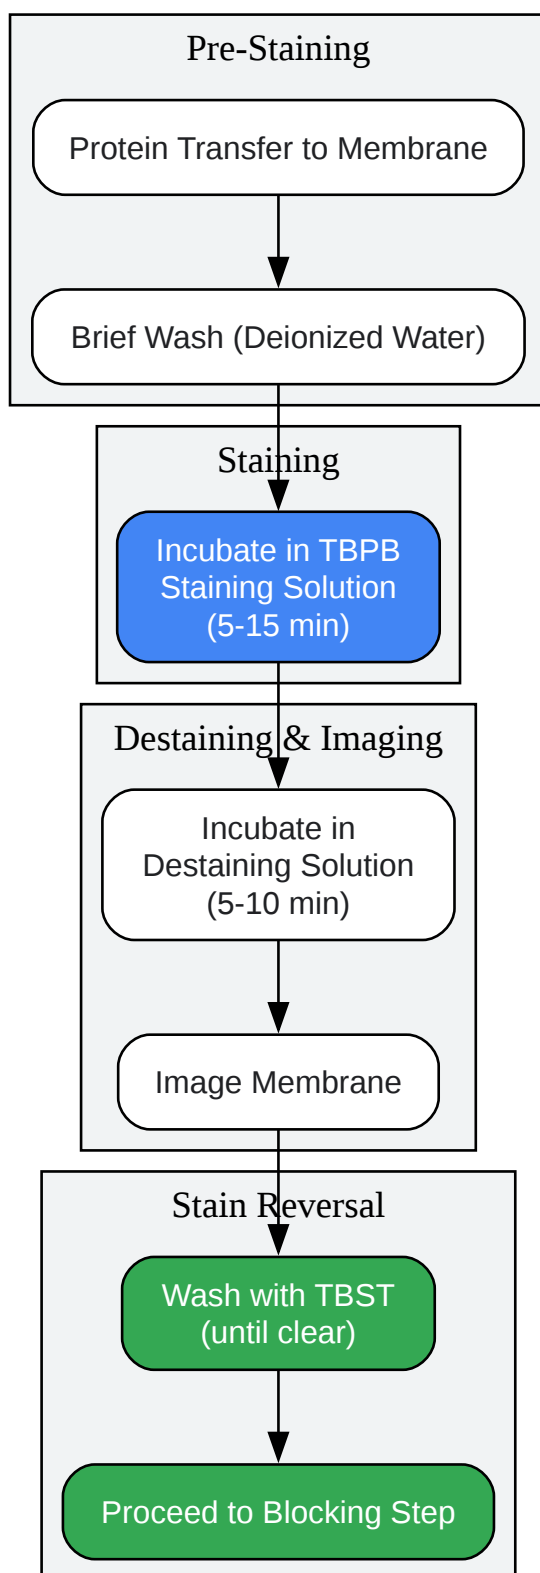 Pre-Staining
Protein Transfer to Membrane
Brief Wash (Deionized Water)
Staining
Incubate in TBPB
Staining Solution
(5-15 min)
Destaining & Imaging
Incubate in
Destaining Solution
(5-10 min)
Image Membrane
Stain Reversal
Wash with TBST
(until clear)
Proceed to Blocking Step